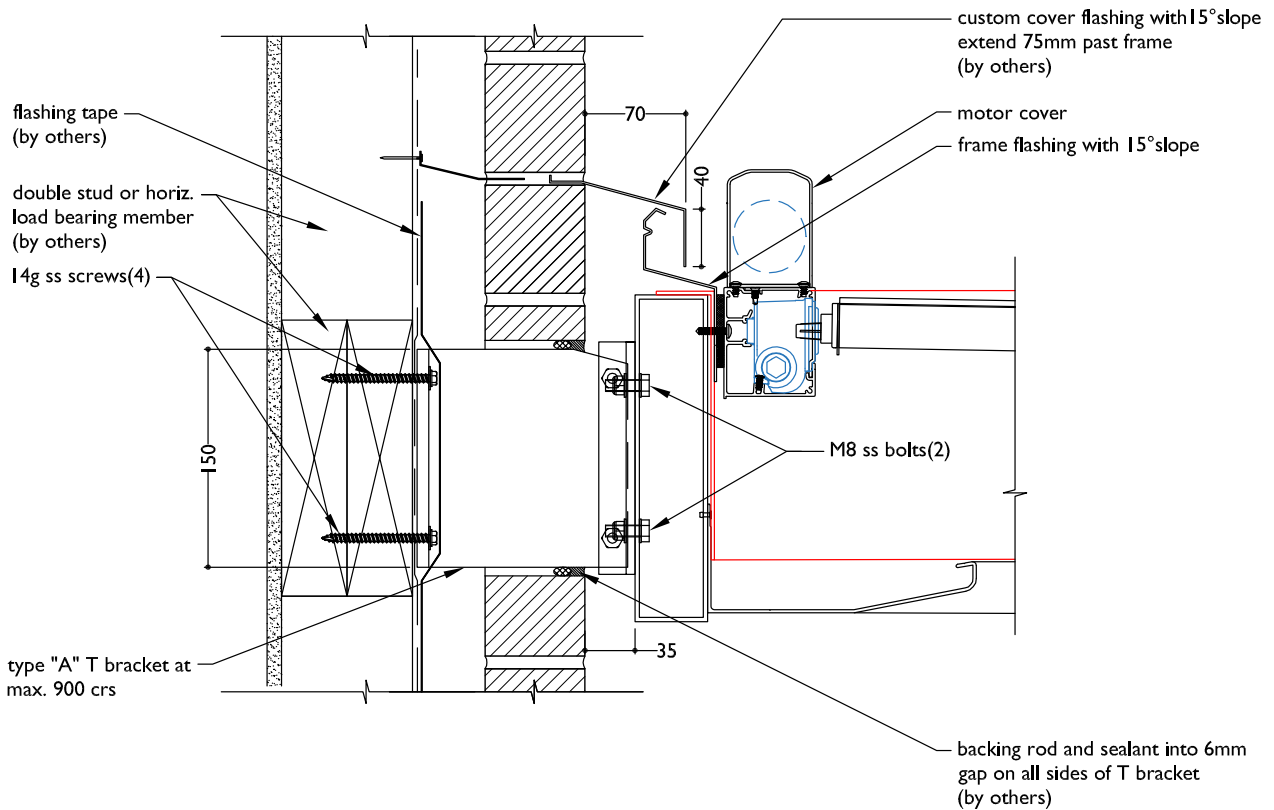 custom cover flashing with 15° slope
extend 75mm past frame
(by others)
flashing tape
(by others)
70
motor cover
frame flashing with 15° slope
double stud or horiz.
load bearing member
(by others)
40
14g ss screws(4)
150
M8 ss bolts(2)
35
type "A" T bracket at
max. 900 crs
backing rod and sealant into 6mm
gap on all sides of T bracket
(by others)